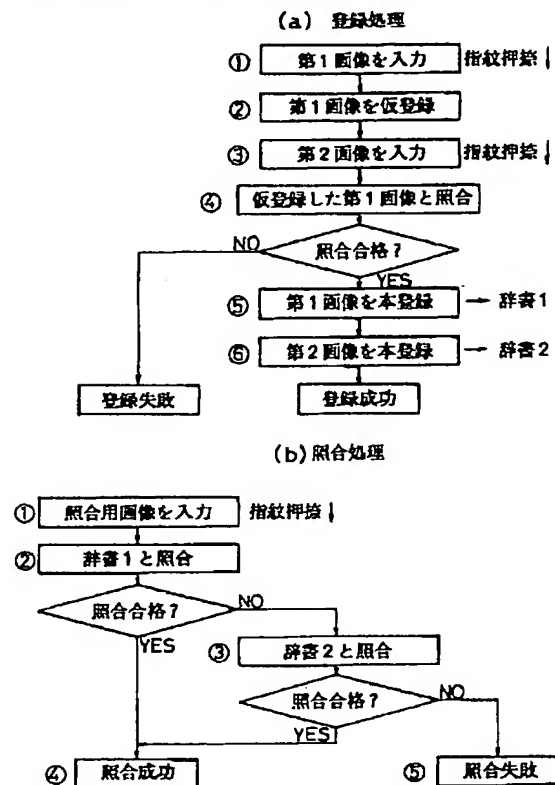 (a) 登録処理
① 第1画像を入力 指紋押捺↓
② 第1画像を仮登録
③ 第2画像を入力 指紋押捺↓
④ 仮登録した第1画像と照合
NO 照合合格?
YES
⑤ 第1画像を本登録 → 辞書1
⑥ 第2画像を本登録 → 辞書2
登録失敗 登録成功
(b) 照合処理
① 照合用画像を入力 指紋押捺↓
② 辞書1と照合
照合合格? NO
YES
③ 辞書2と照合
照合合格? NO
YES
④ 照合成功 ⑤ 照合失敗